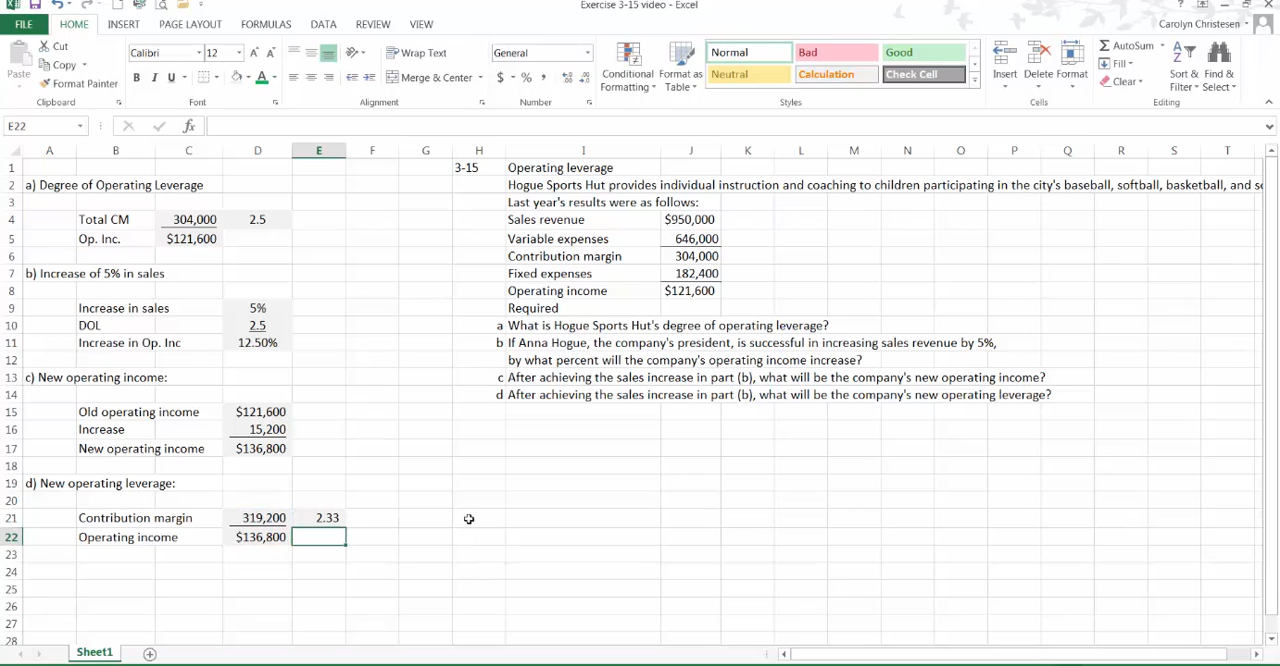 Exercise 3-15 video - Excel
FILE HOME INSERT PAGE LAYOUT FORMULAS DATA REVIEW VIEW
Carolyn Christesen
Paste
Cut
Copy
Format Painter
Clipboard
Calibri 12
B I U
Font
Wrap Text
Merge & Center
Alignment
General
$ % ,
Number
Conditional Formatting
Format as Table
Normal Bad Good
Neutral Calculation Check Cell
Styles
Insert Delete Format
Cells
AutoSum
Fill
Clear
Sort & Filter
Find & Select
Editing
E22 fx
A B C D E F G H I J K L M N O P Q R S T
1 3-15 Operating leverage
2 a) Degree of Operating Leverage Hogue Sports Hut provides individual instruction and coaching to children participating in the city's baseball, softball, basketball, and
3 Last year's results were as follows:
4 Total CM 304,000 2.5 Sales revenue $950,000
5 Op. Inc. $121,600 Variable expenses 646,000
6 Contribution margin 304,000
7 b) Increase of 5% in sales Fixed expenses 182,400
8 Operating income $121,600
9 Increase in sales 5% Required
10 DOL 2.5 a What is Hogue Sports Hut's degree of operating leverage?
11 Increase in Op. Inc 12.50% b If Anna Hogue, the company's president, is successful in increasing sales revenue by 5%,
12 by what percent will the company's operating income increase?
13 c) New operating income: c After achieving the sales increase in part (b), what will be the company's new operating income?
14 d After achieving the sales increase in part (b), what will be the company's new operating leverage?
15 Old operating income $121,600
16 Increase 15,200
17 New operating income $136,800
18
19 d) New operating leverage:
20
21 Contribution margin 319,200 2.33
22 Operating income $136,800
23
24
25
26
27
28
Sheet1